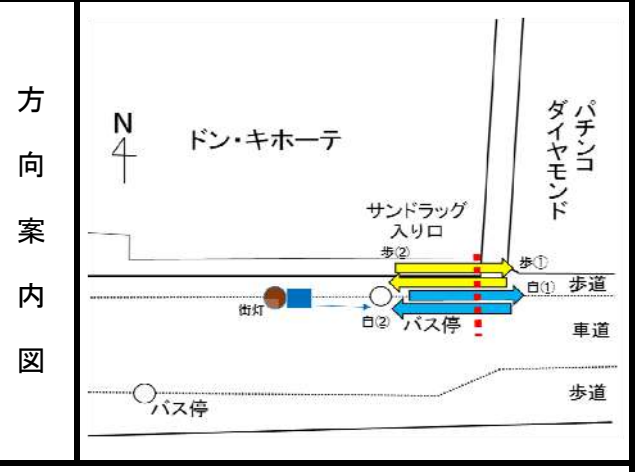 方向案内図
N
ドン・キホーテ
パチンコ
ダイヤモンド
サンドラッグ
入り口
歩②
歩①
自①
歩道
街灯
自②
バス停
車道
バス停
歩道